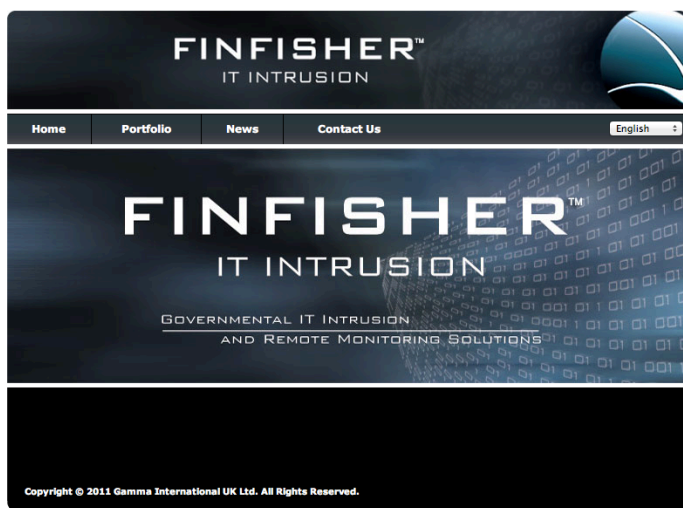 FINFISHER™
IT INTRUSION
Home Portfolio News Contact Us English
FINFISHER™
IT INTRUSION
GOVERNMENTAL IT INTRUSION
AND REMOTE MONITORING SOLUTIONS
Copyright © 2011 Gamma International UK Ltd. All Rights Reserved.